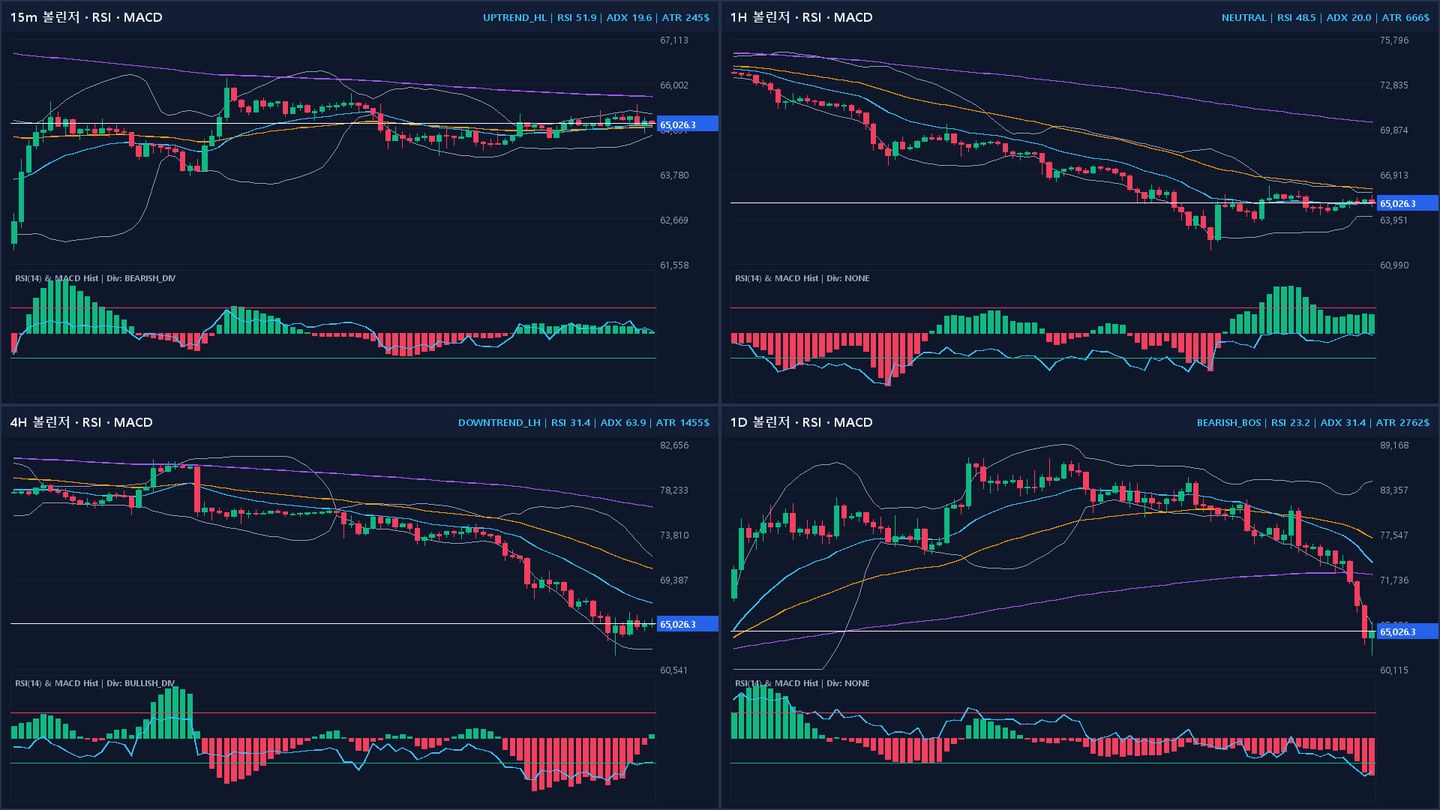 15m 볼린저 · RSI · MACD
UPTREND_HL | RSI 51.9 | ADX 19.6 | ATR 245$
67,113
66,002
65,026.3
63,780
62,669
61,558
RSI(14) & MACD Hist | Div: BEARISH_DIV
1H 볼린저 · RSI · MACD
NEUTRAL | RSI 48.5 | ADX 20.0 | ATR 666$
75,796
72,835
69,874
66,913
65,026.3
63,951
60,990
RSI(14) & MACD Hist | Div: NONE
4H 볼린저 · RSI · MACD
DOWNTREND_LH | RSI 31.4 | ADX 63.9 | ATR 1455$
82,656
78,233
73,810
69,387
65,026.3
60,541
RSI(14) & MACD Hist | Div: BULLISH_DIV
1D 볼린저 · RSI · MACD
BEARISH_BOS | RSI 23.2 | ADX 31.4 | ATR 2762$
89,168
83,357
77,547
71,736
65,026.3
60,115
RSI(14) & MACD Hist | Div: NONE